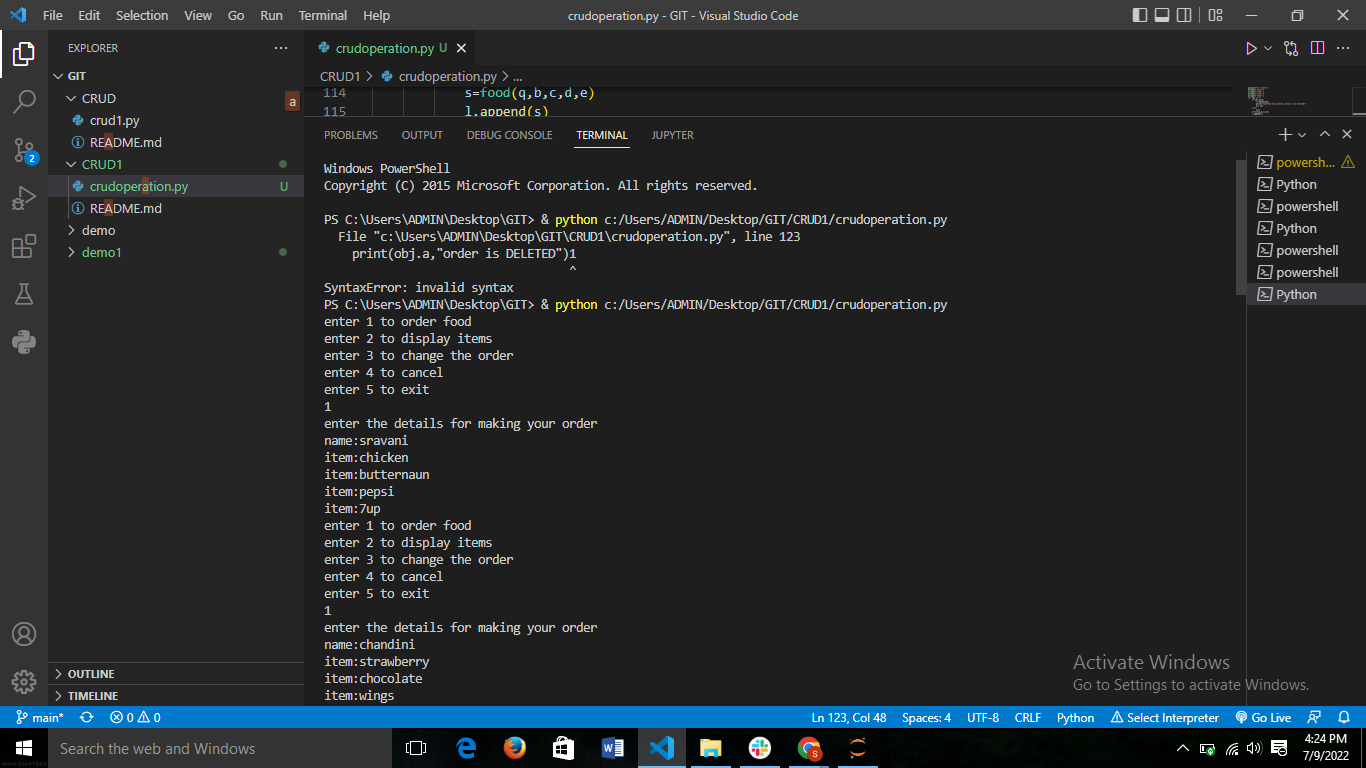 File Edit Selection View Go Run Terminal Help crudoperation.py - GIT - Visual Studio Code
EXPLORER
GIT
CRUD
a
crud1.py
README.md
CRUD1
crudoperation.py U
README.md
demo
demo1
OUTLINE
TIMELINE
2
crudoperation.py U
CRUD1 > crudoperation.py > ...
114 s=food(q,b,c,d,e)
115 l.append(s)
PROBLEMS OUTPUT DEBUG CONSOLE TERMINAL JUPYTER
Windows PowerShell
Copyright (C) 2015 Microsoft Corporation. All rights reserved.
PS C:\Users\ADMIN\Desktop\GIT> & python c:/Users/ADMIN/Desktop/GIT/CRUD1/crudoperation.py
File "c:\Users\ADMIN\Desktop\GIT\CRUD1\crudoperation.py", line 123
print(obj.a,"order is DELETED")1
^
SyntaxError: invalid syntax
PS C:\Users\ADMIN\Desktop\GIT> & python c:/Users/ADMIN/Desktop/GIT/CRUD1/crudoperation.py
enter 1 to order food
enter 2 to display items
enter 3 to change the order
enter 4 to cancel
enter 5 to exit
1
enter the details for making your order
name:sravani
item:chicken
item:butternaun
item:pepsi
item:7up
enter 1 to order food
enter 2 to display items
enter 3 to change the order
enter 4 to cancel
enter 5 to exit
1
enter the details for making your order
name:chandini
item:strawberry
item:chocolate
item:wings
powersh...
Python
powershell
Python
powershell
powershell
Python
Activate Windows
Go to Settings to activate Windows.
main* 0 0 Ln 123, Col 48 Spaces: 4 UTF-8 CRLF Python Select Interpreter Go Live
Search the web and Windows
4:24 PM
7/9/2022